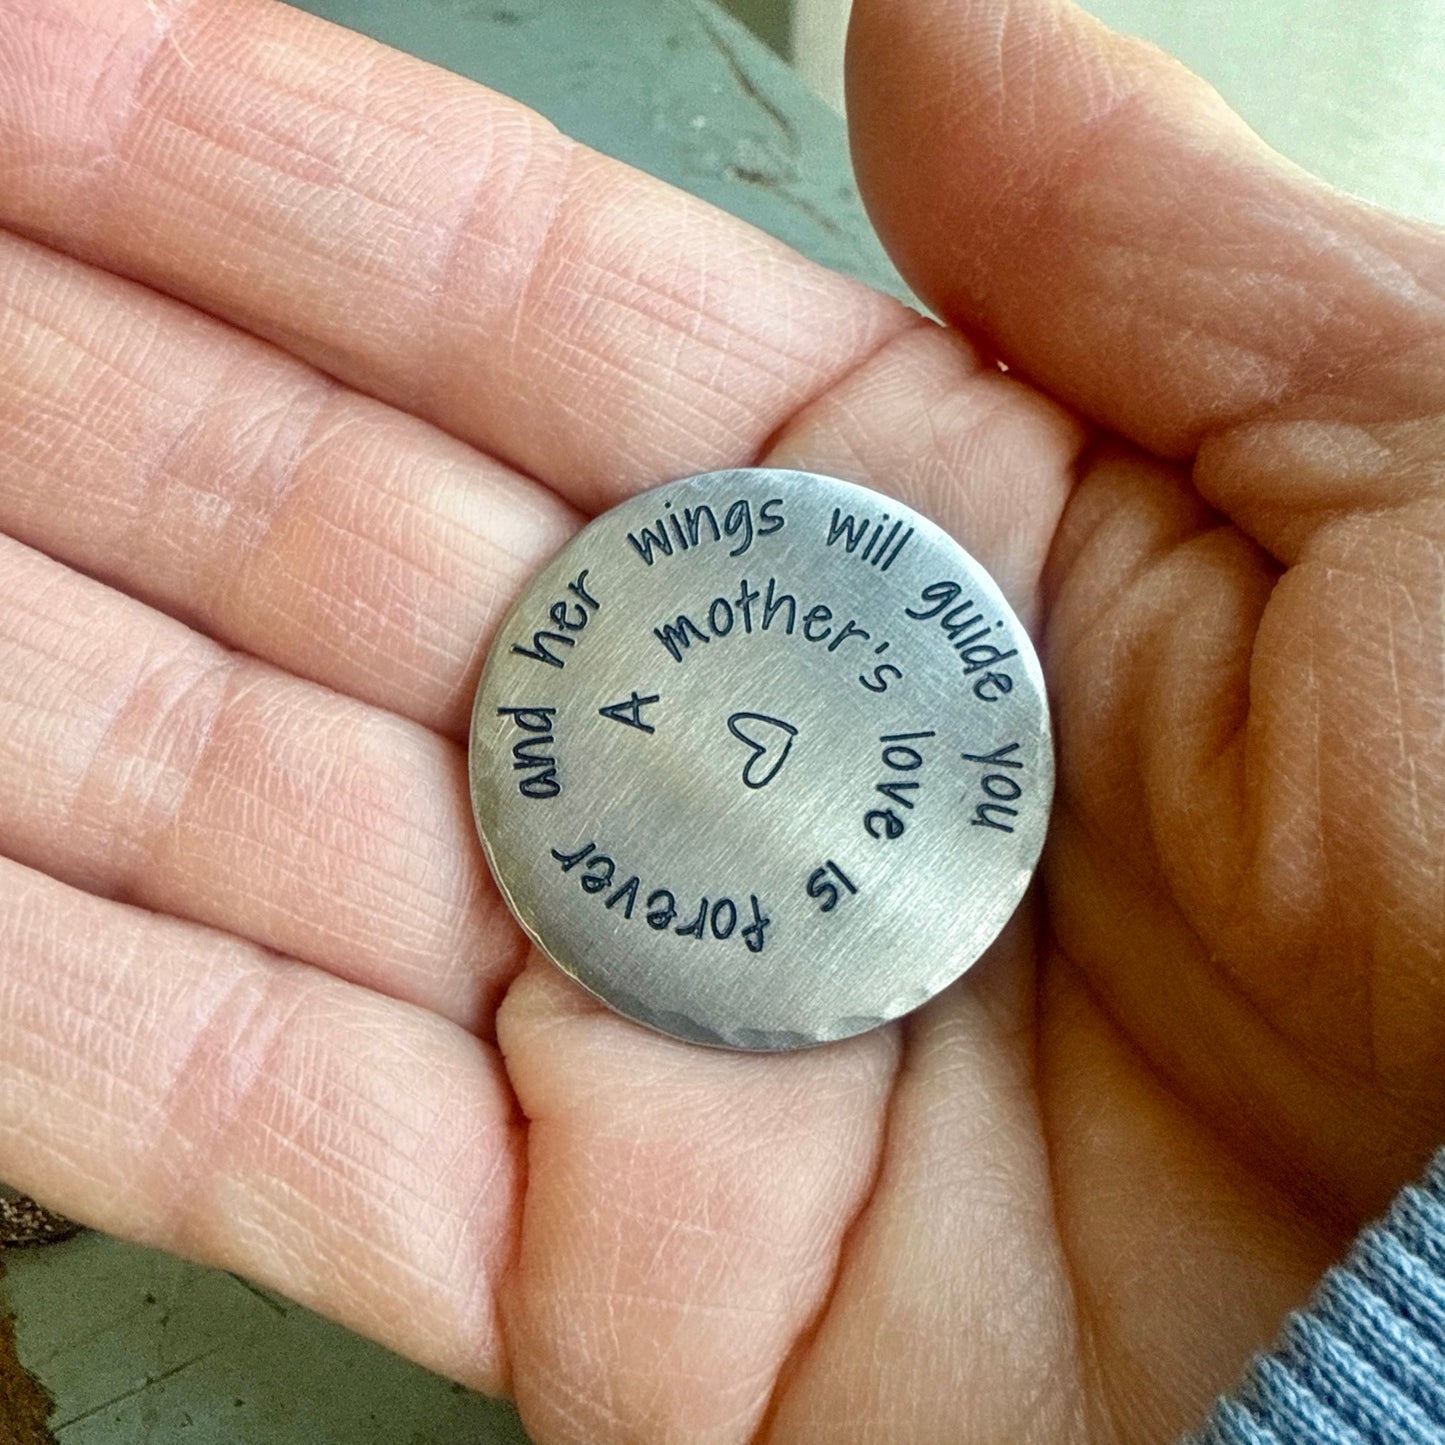 A mother's love is forever and her wings will guide you